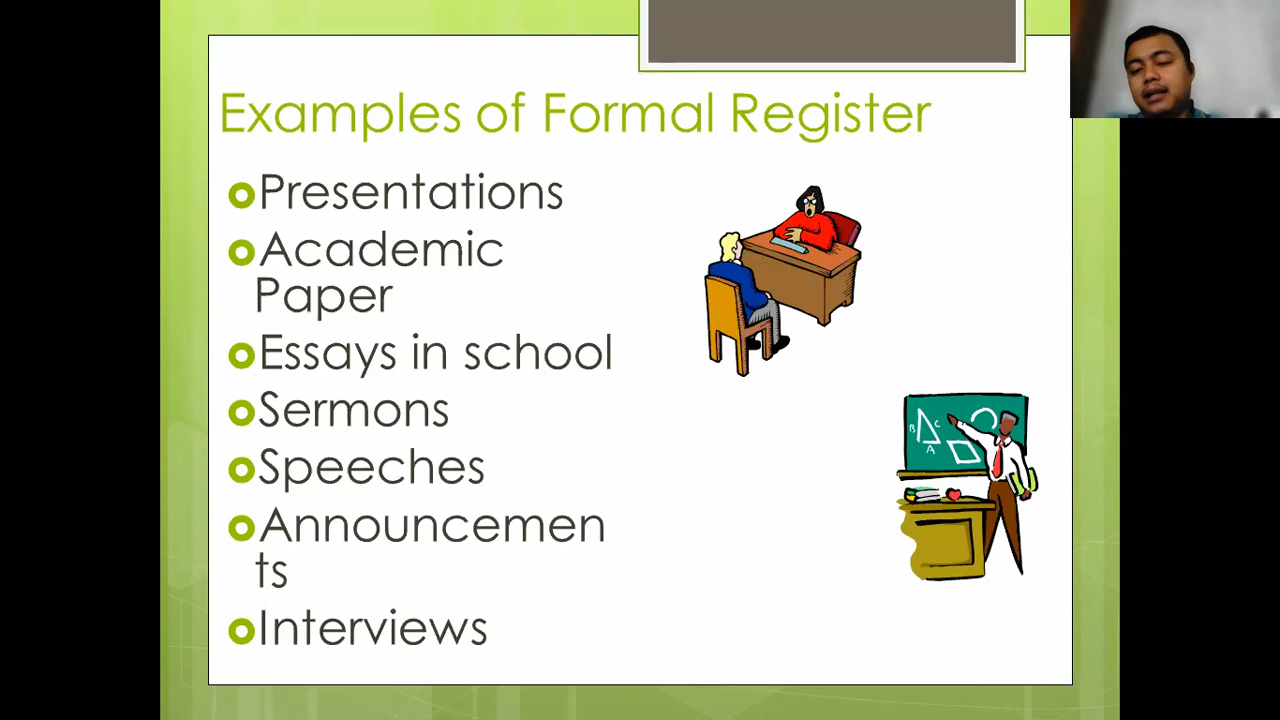 Examples of Formal Register
Presentations
Academic
Paper
Essays in school
Sermons
Speeches
Announcemen
ts
Interviews
B
C
A